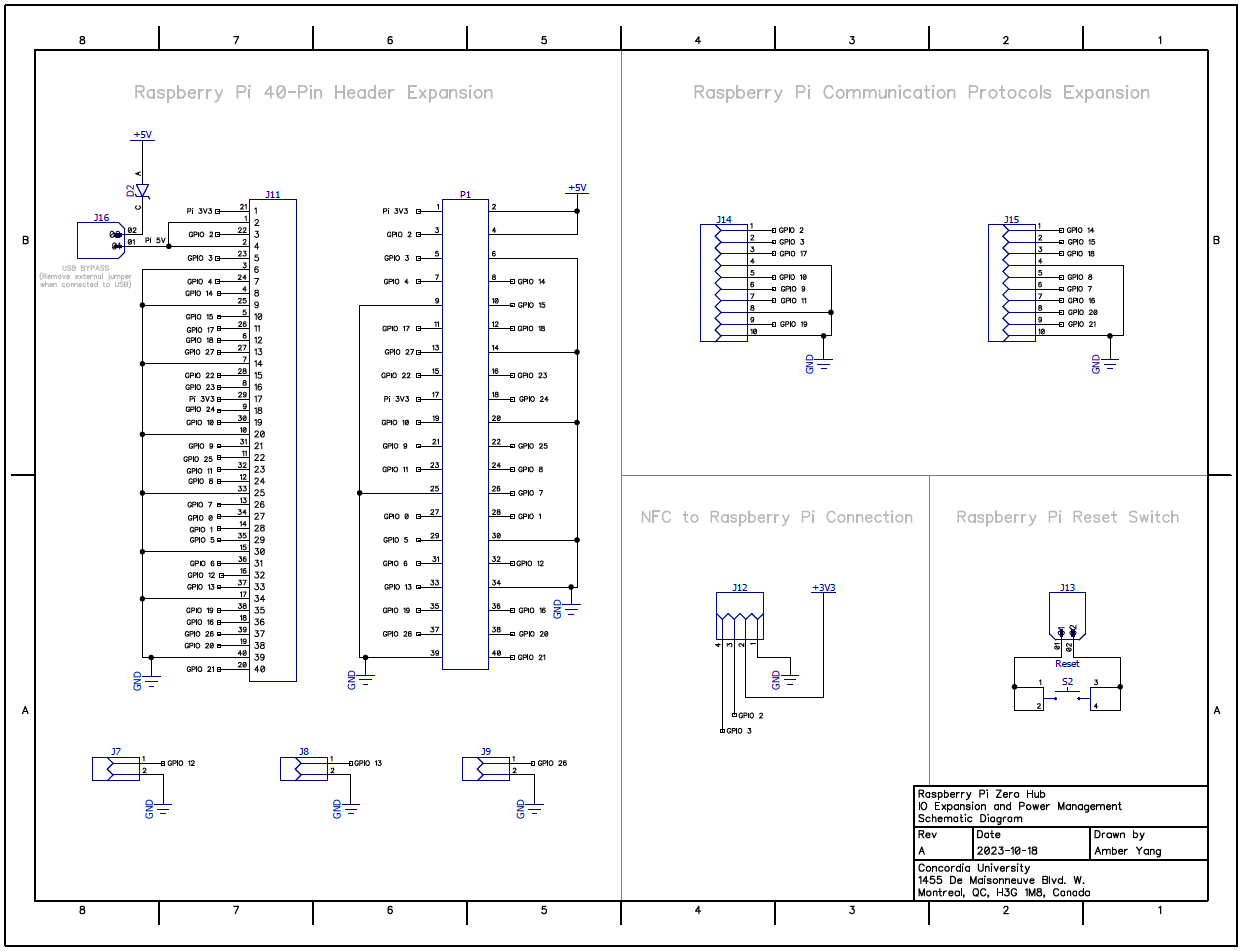 8 7 6 5 4 3 2 1
Raspberry Pi 40-Pin Header Expansion
+5V
A
D2
C
J16
02
01
02
01
Pi 5V
USB BYPASS
(Remove external jumper
when connected to USB)
J11
Pi 3V3 21 1
1 2
GPIO 2 22 3
2 4
GPIO 3 23 5
3 6
GPIO 4 24 7
GPIO 14 4 8
25 9
GPIO 15 5 10
GPIO 17 26 11
GPIO 18 6 12
GPIO 27 27 13
7 14
GPIO 22 28 15
GPIO 23 8 16
Pi 3V3 29 17
GPIO 24 9 18
GPIO 10 30 19
10 20
GPIO 9 31 21
GPIO 25 11 22
GPIO 11 32 23
GPIO 8 12 24
33 25
GPIO 7 13 26
GPIO 0 34 27
GPIO 1 14 28
GPIO 5 35 29
15 30
GPIO 6 36 31
GPIO 12 16 32
GPIO 13 37 33
17 34
GPIO 19 38 35
GPIO 16 18 36
GPIO 26 39 37
GPIO 20 19 38
40 39
GPIO 21 20 40
GND
P1
+5V
Pi 3V3 1 2
GPIO 2 3 4
GPIO 3 5 6
GPIO 4 7 8 GPIO 14
9 10 GPIO 15
GPIO 17 11 12 GPIO 18
GPIO 27 13 14
GPIO 22 15 16 GPIO 23
Pi 3V3 17 18 GPIO 24
GPIO 10 19 20
GPIO 9 21 22 GPIO 25
GPIO 11 23 24 GPIO 8
25 26 GPIO 7
GPIO 0 27 28 GPIO 1
GPIO 5 29 30
GPIO 6 31 32 GPIO 12
GPIO 13 33 34
GND
GPIO 19 35 36 GPIO 16
GPIO 26 37 38 GPIO 20
39 40 GPIO 21
GND
J7
1 GPIO 12
2
GND
J8
1 GPIO 13
2
GND
J9
1 GPIO 26
2
GND
Raspberry Pi Communication Protocols Expansion
J14
1 GPIO 2
2 GPIO 3
3 GPIO 17
4
5 GPIO 10
6 GPIO 9
7 GPIO 11
8
9 GPIO 19
10
GND
J15
1 GPIO 14
2 GPIO 15
3 GPIO 18
4
5 GPIO 8
6 GPIO 7
7 GPIO 16
8 GPIO 20
9 GPIO 21
10
GND
NFC to Raspberry Pi Connection
J12
+3V3
4 3 2 1
GND
GPIO 2
GPIO 3
Raspberry Pi Reset Switch
J13
01 02
01 02
Reset
S2
1 3
2 4
B B
A A
Raspberry Pi Zero Hub
IO Expansion and Power Management
Schematic Diagram
Rev Date Drawn by
A 2023-10-18 Amber Yang
Concordia University
1455 De Maisonneuve Blvd. W.
Montreal, QC, H3G 1M8, Canada
8 7 6 5 4 3 2 1